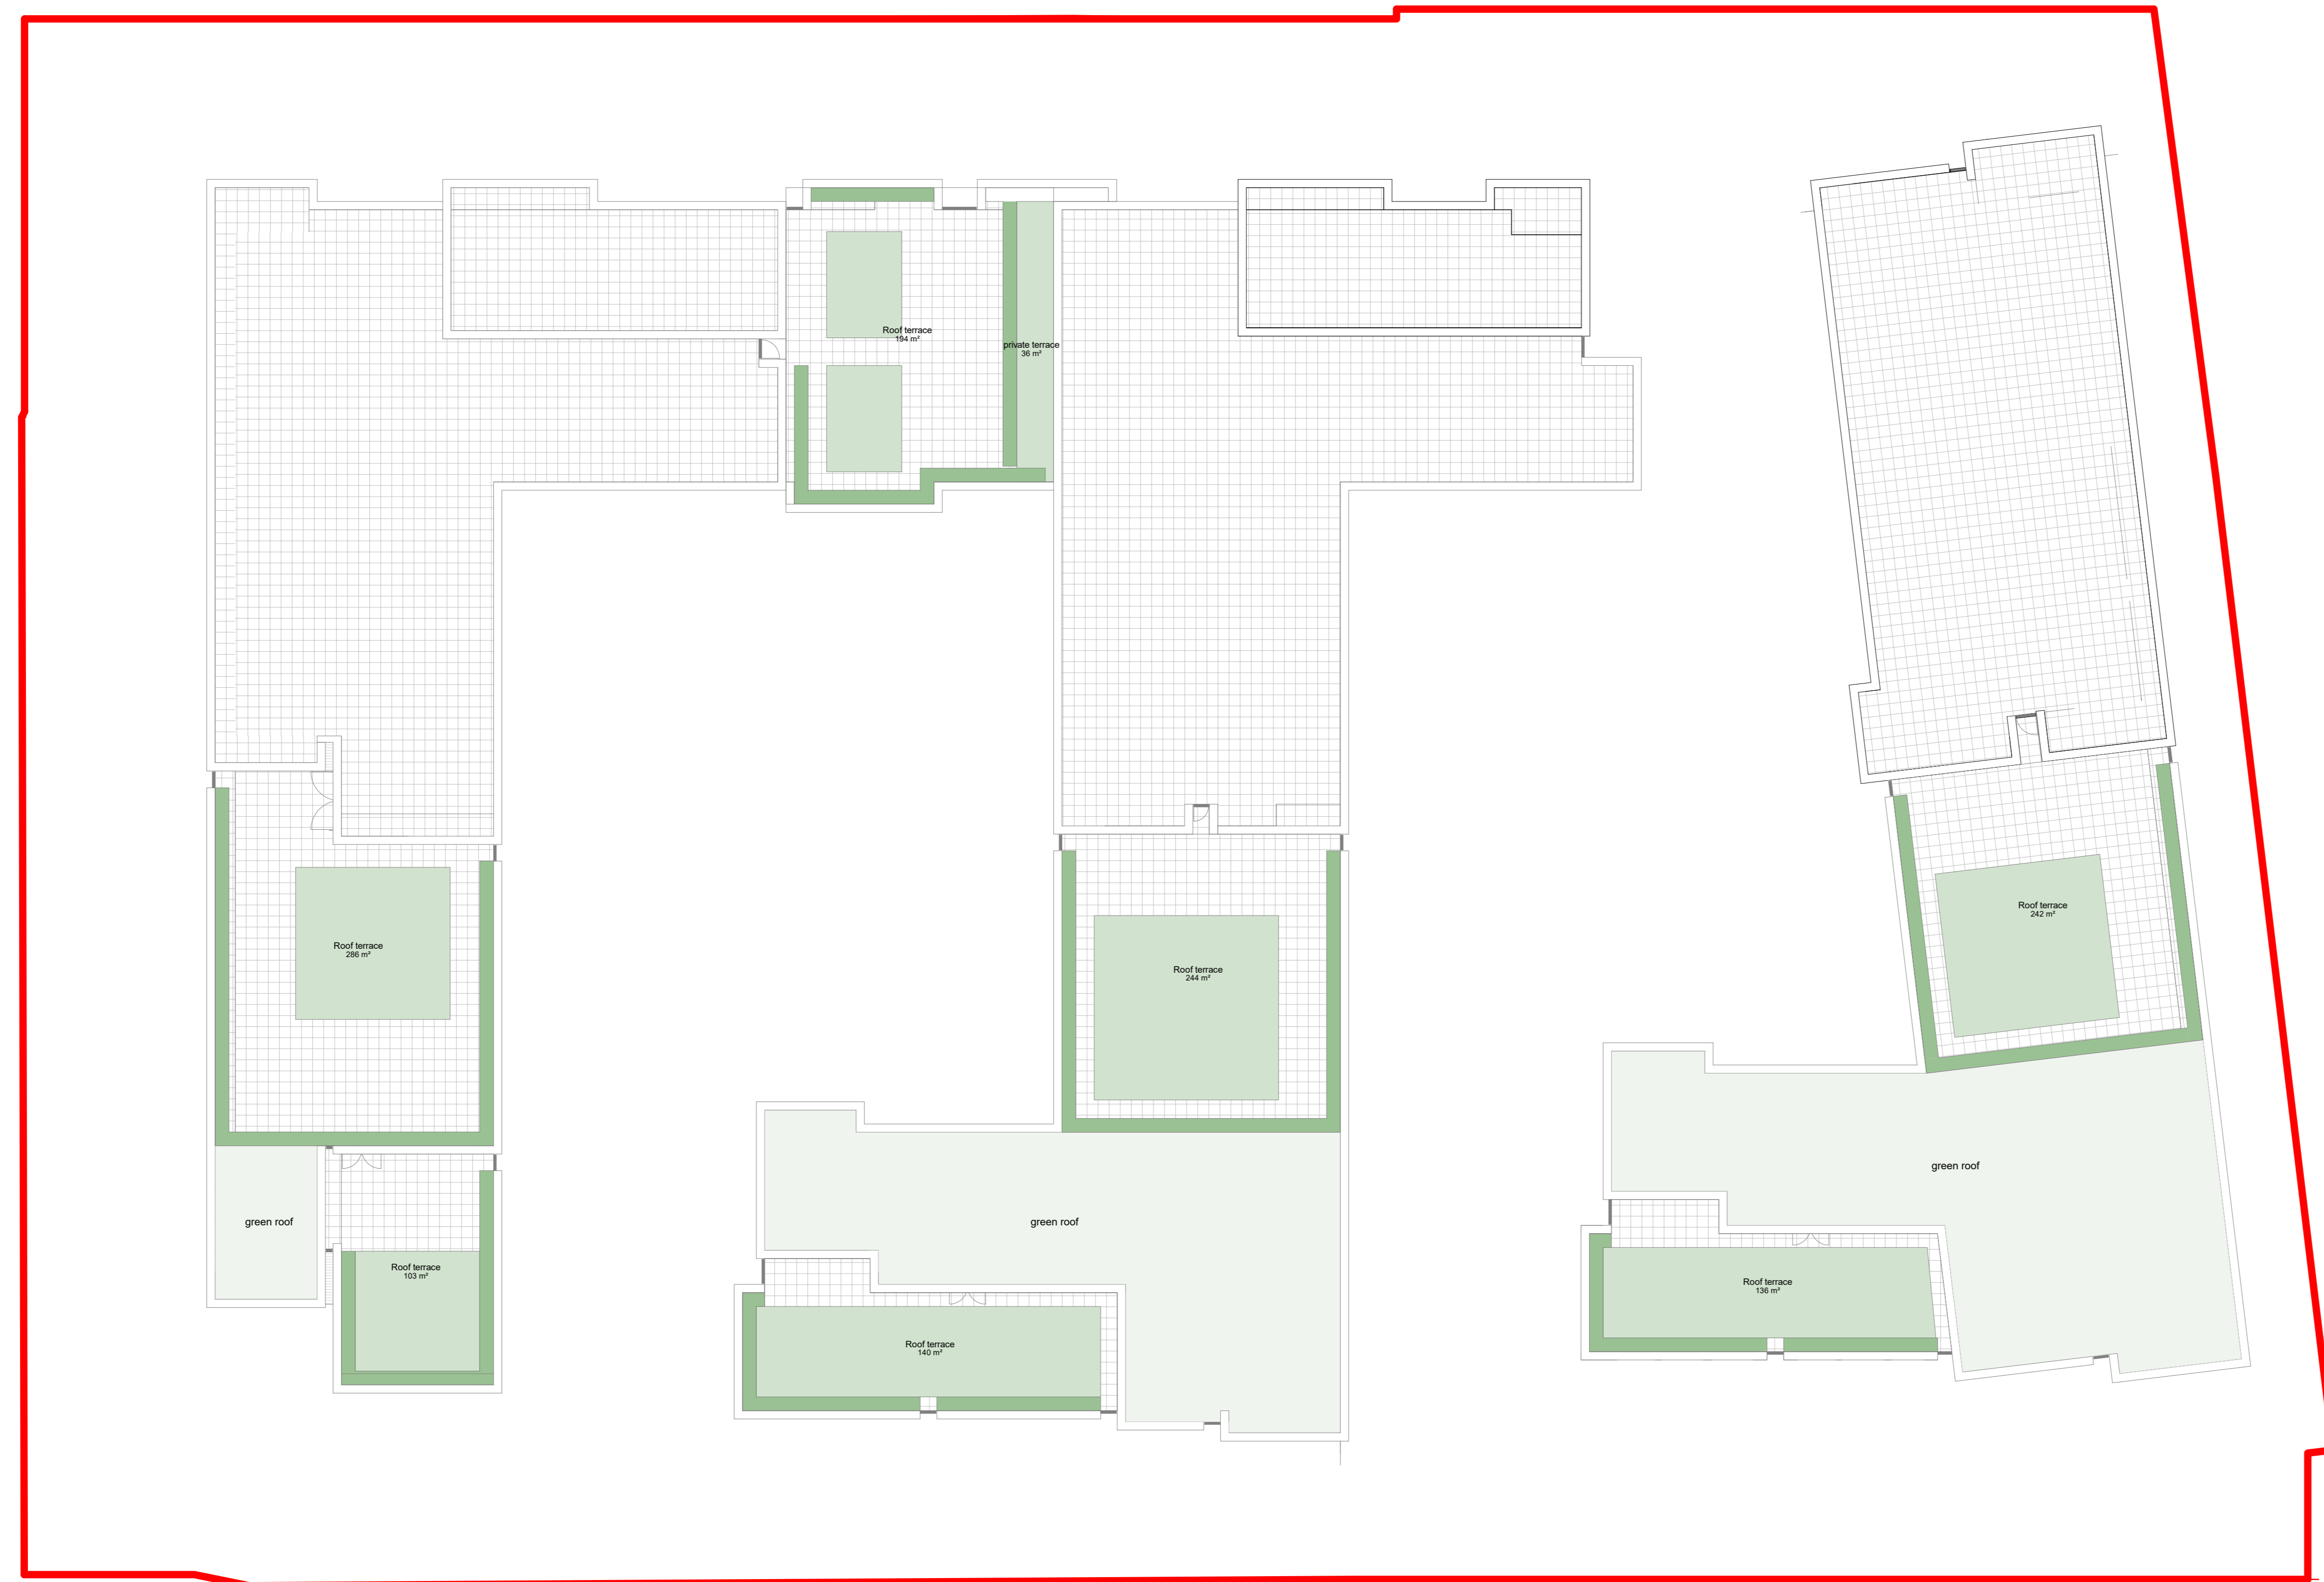 Roof terrace
194 m²
private terrace
36 m²
Roof terrace
242 m²
Roof terrace
286 m²
Roof terrace
244 m²
green roof
green roof
green roof
Roof terrace
103 m²
Roof terrace
136 m²
Roof terrace
140 m²